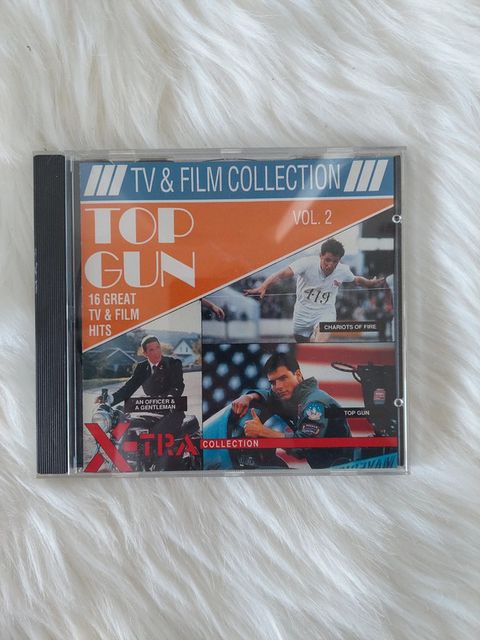 TV & FILM COLLECTION
TOP
GUN
VOL. 2
16 GREAT
TV & FILM
HITS
419
CHARIOTS OF FIRE
AN OFFICER &
A GENTLEMAN
TOP GUN
X-TRA COLLECTION